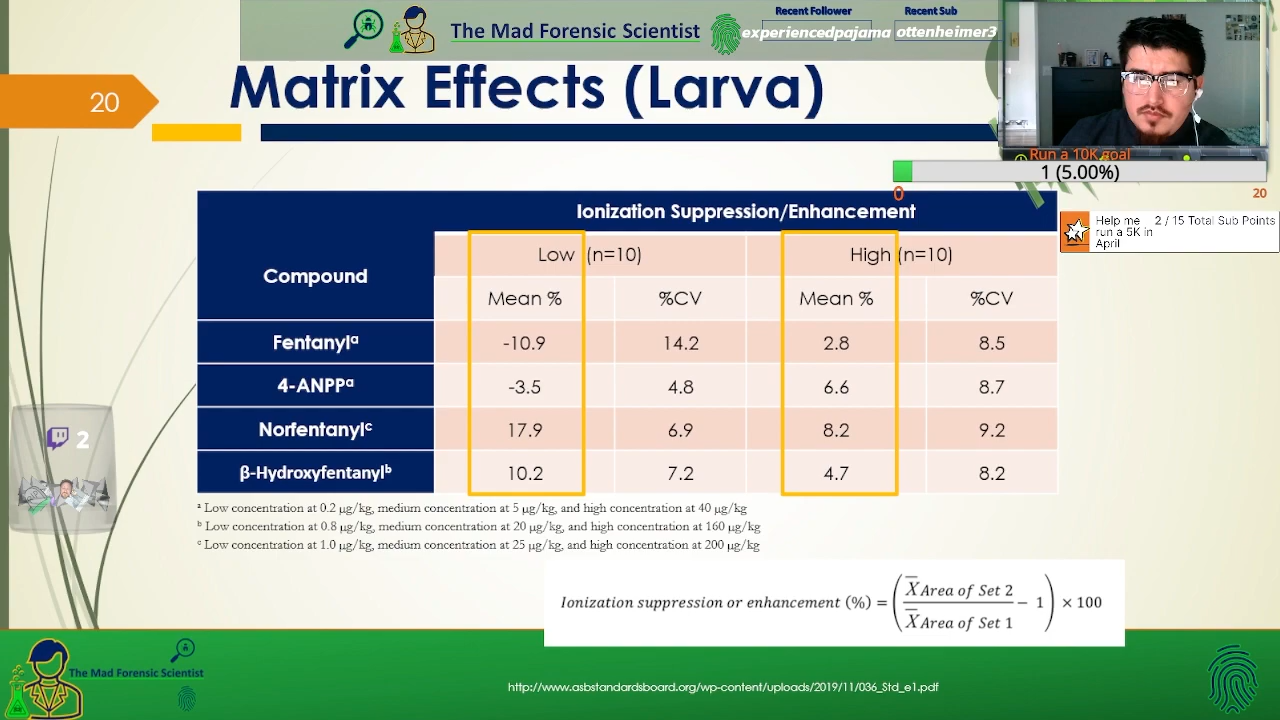 The Mad Forensic Scientist
Recent Follower
experiencedpajama
Recent Sub
ottenheimer3
20
Matrix Effects (Larva)
Run a 10K goal
1 (5.00%)
0
20
Help me run a 5K in April
2 / 15 Total Sub Points
Compound
Ionization Suppression/Enhancement
Low (n=10)
High (n=10)
Mean %
%CV
Mean %
%CV
Fentanylᵃ
-10.9
14.2
2.8
8.5
4-ANPPᵃ
-3.5
4.8
6.6
8.7
Norfentanylᶜ
17.9
6.9
8.2
9.2
β-Hydroxyfentanylᵇ
10.2
7.2
4.7
8.2
2
ᵃ Low concentration at 0.2 µg/kg, medium concentration at 5 µg/kg, and high concentration at 40 µg/kg
ᵇ Low concentration at 0.8 µg/kg, medium concentration at 20 µg/kg, and high concentration at 160 µg/kg
ᶜ Low concentration at 1.0 µg/kg, medium concentration at 25 µg/kg, and high concentration at 200 µg/kg
Ionization suppression or enhancement (%) = (X̅ Area of Set 2 / X̅ Area of Set 1 − 1) × 100
The Mad Forensic Scientist
http://www.asbstandardsboard.org/wp-content/uploads/2019/11/036_Std_e1.pdf